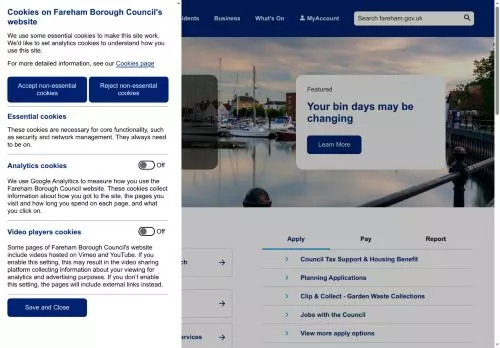 Cookies on Fareham Borough Council's
website
We use some essential cookies to make this site work.
We'd like to set analytics cookies to understand how you
use this site.
For more detailed information, see our Cookies page
Accept non-essential
cookies
Reject non-essential
cookies
Essential cookies
These cookies are necessary for core functionality, such
as security and network management. They always need
to be on.
Analytics cookies
Off
We use Google Analyitics to measure how you use the
Fareham Borough Council website. These cookies collect
information about how you got to the site, the pages you
visit and how long you spend on each page, and what
you click on.
Video players cookies
Off
Some pages of Fareham Borough Council's website
include videos hosted on Vimeo and YouTube. If you
enable this setting, this may result in the video sharing
platform collecting information about your viewing for
analytics and advertising purposes. If you don't enable
this setting, the pages will include external links instead.
Save and Close
idents
Business
What's On
MyAccount
Search fareham.gov.uk
Featured
Your bin days may be
changing
Learn More
ch
ervices
Apply
Pay
Report
Council Tax Support & Housing Benefit
Planning Applications
Clip & Collect - Garden Waste Collections
Jobs with the Council
View more apply options